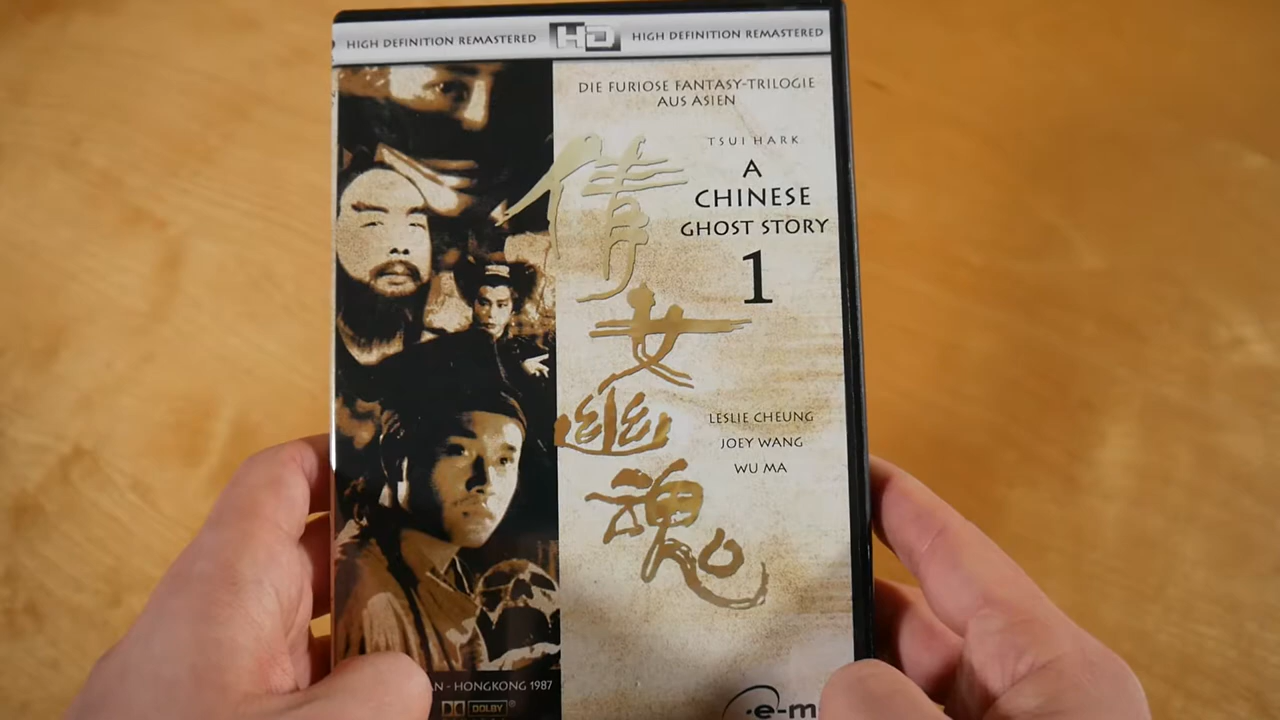 HIGH DEFINITION REMASTERED HD HIGH DEFINITION REMASTERED
DIE FURIOSE FANTASY-TRILOGIE
AUS ASIEN
TSUI HARK
A
CHINESE
GHOST STORY
1
倩女幽魂
LESLIE CHEUNG
JOEY WANG
WU MA
HONGKONG 1987
DOLBY
e-m